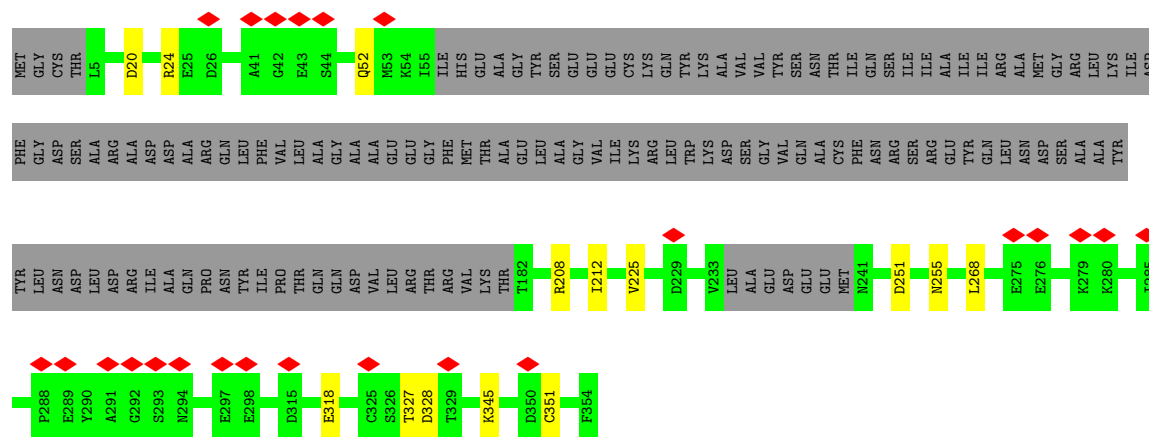 MET GLY CYS THR L5 D20 R24 E25 D26 A41 G42 E43 S44 Q52 M53 K54 I55 ILE HIS GLU ALA GLY TYR SER GLU GLU GLU CYS LYS GLN TYR LYS ALA VAL VAL TYR SER ASN THR ILE GLN SER ILE ILE ALA ILE ILE ARG ALA MET GLY ARG LEU LYS ILE ASP
PHE GLY ASP SER ALA ARG ALA ASP ASP ALA ARG GLN LEU PHE VAL LEU ALA GLY ALA ALA GLU GLU GLY PHE MET THR ALA GLU LEU ALA GLY VAL ILE LYS ARG LEU TRP LYS ASP SER GLY VAL GLN ALA CYS PHE ASN ARG SER ARG GLU TYR GLN LEU ASN ASP SER ALA ALA TYR
TYR LEU ASN ASP LEU ASP ARG ILE ALA GLN PRO ASN TYR ILE PRO THR GLN GLN ASP VAL LEU ARG THR ARG VAL LYS THR T182 R208 I212 V225 D229 V233 LEU ALA GLU ASP GLU GLU MET N241 D251 N255 L268 E275 E276 K279 K280 I285
P288 E289 Y290 A291 G292 S293 N294 E297 E298 D315 E318 C325 S326 T327 D328 T329 K345 D350 C351 F354